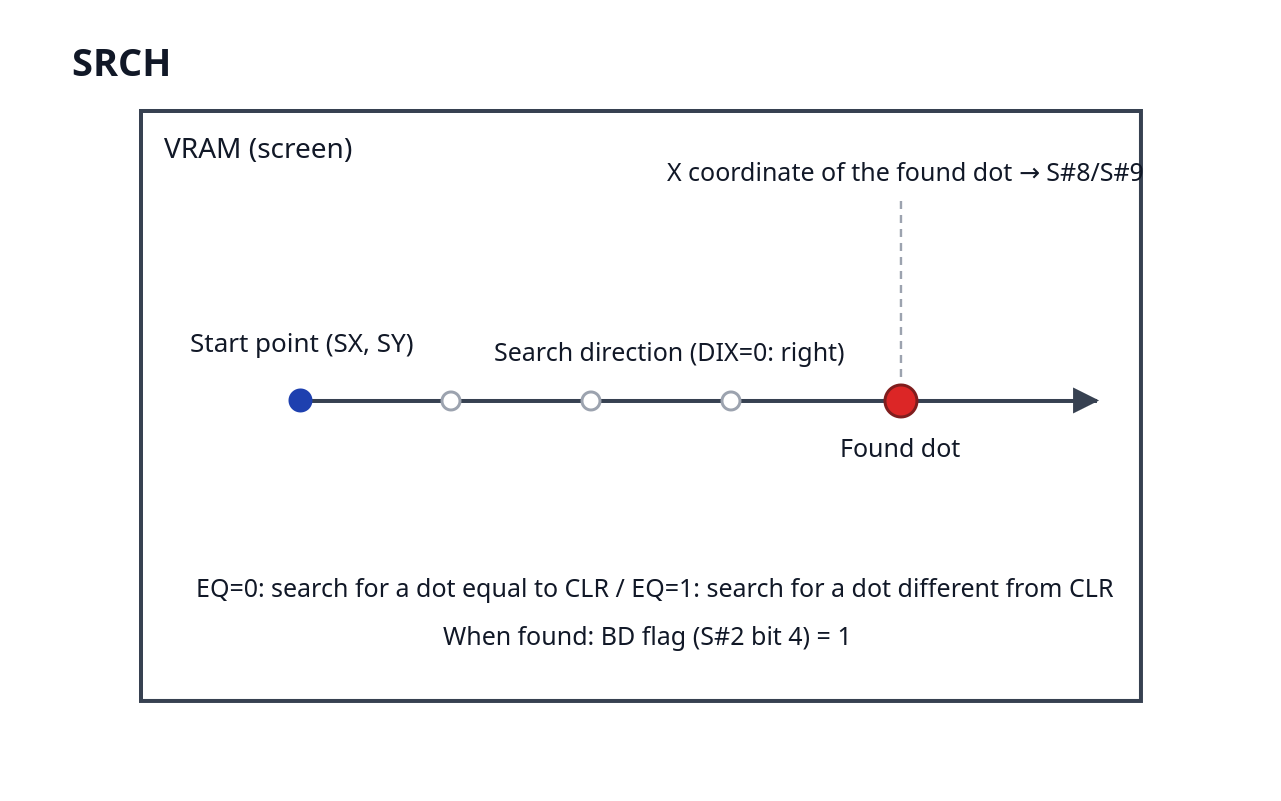 SRCH
VRAM (screen)
X coordinate of the found dot → S#8/S#9
Start point (SX, SY)
Search direction (DIX=0: right)
Found dot
EQ=0: search for a dot equal to CLR / EQ=1: search for a dot different from CLR
When found: BD flag (S#2 bit 4) = 1